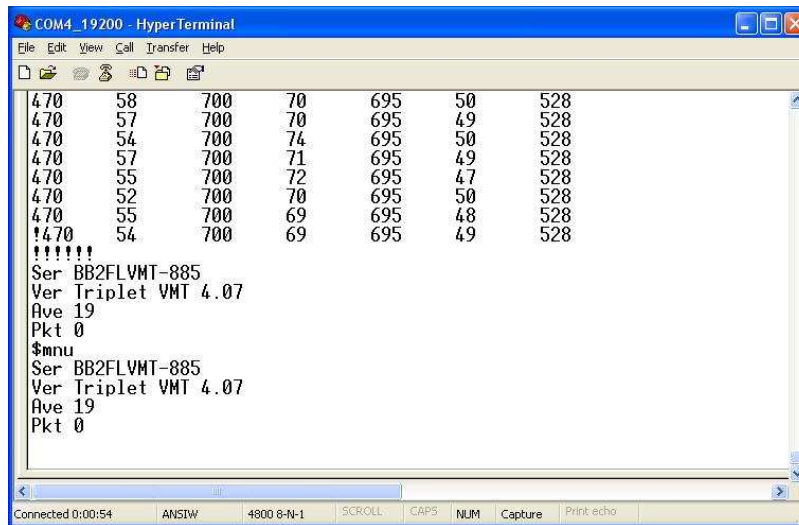 COM4_19200 - HyperTerminal
File Edit View Call Transfer Help
470 58 700 70 695 50 528
470 57 700 70 695 49 528
470 54 700 74 695 50 528
470 57 700 71 695 49 528
470 55 700 72 695 47 528
470 52 700 70 695 50 528
470 55 700 69 695 48 528
!470 54 700 69 695 49 528
!!!!!!
Ser BB2FLVMT-885
Ver Triplet VMT 4.07
Ave 19
Pkt 0
$mnu
Ser BB2FLVMT-885
Ver Triplet VMT 4.07
Ave 19
Pkt 0
Connected 0:00:54 ANSIW 4800 8-N-1 SCROLL CAPS NUM Capture Print echo